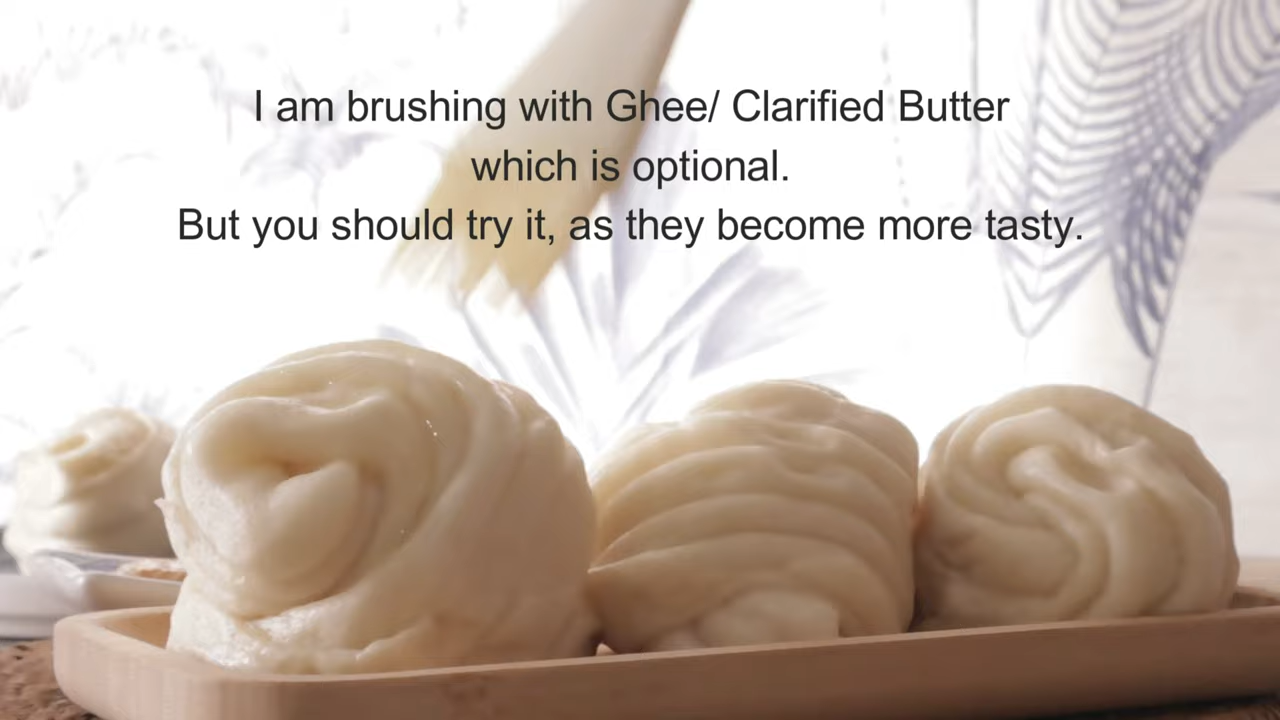 I am brushing with Ghee/ Clarified Butter
which is optional.
But you should try it, as they become more tasty.